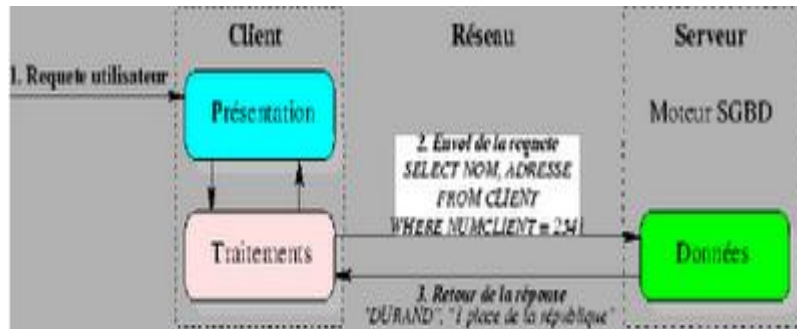 Client
Réseau
Serveur
1. Requete utilisateur
Présentation
Moteur SGBD
2. Envoi de la requete
SELECT NOM, ADRESSE
FROM CLIENT
WHERE NUMCLIENT =
Traitements
Données
3. Retour de la réponse
"DURAND", "1 place de la république"